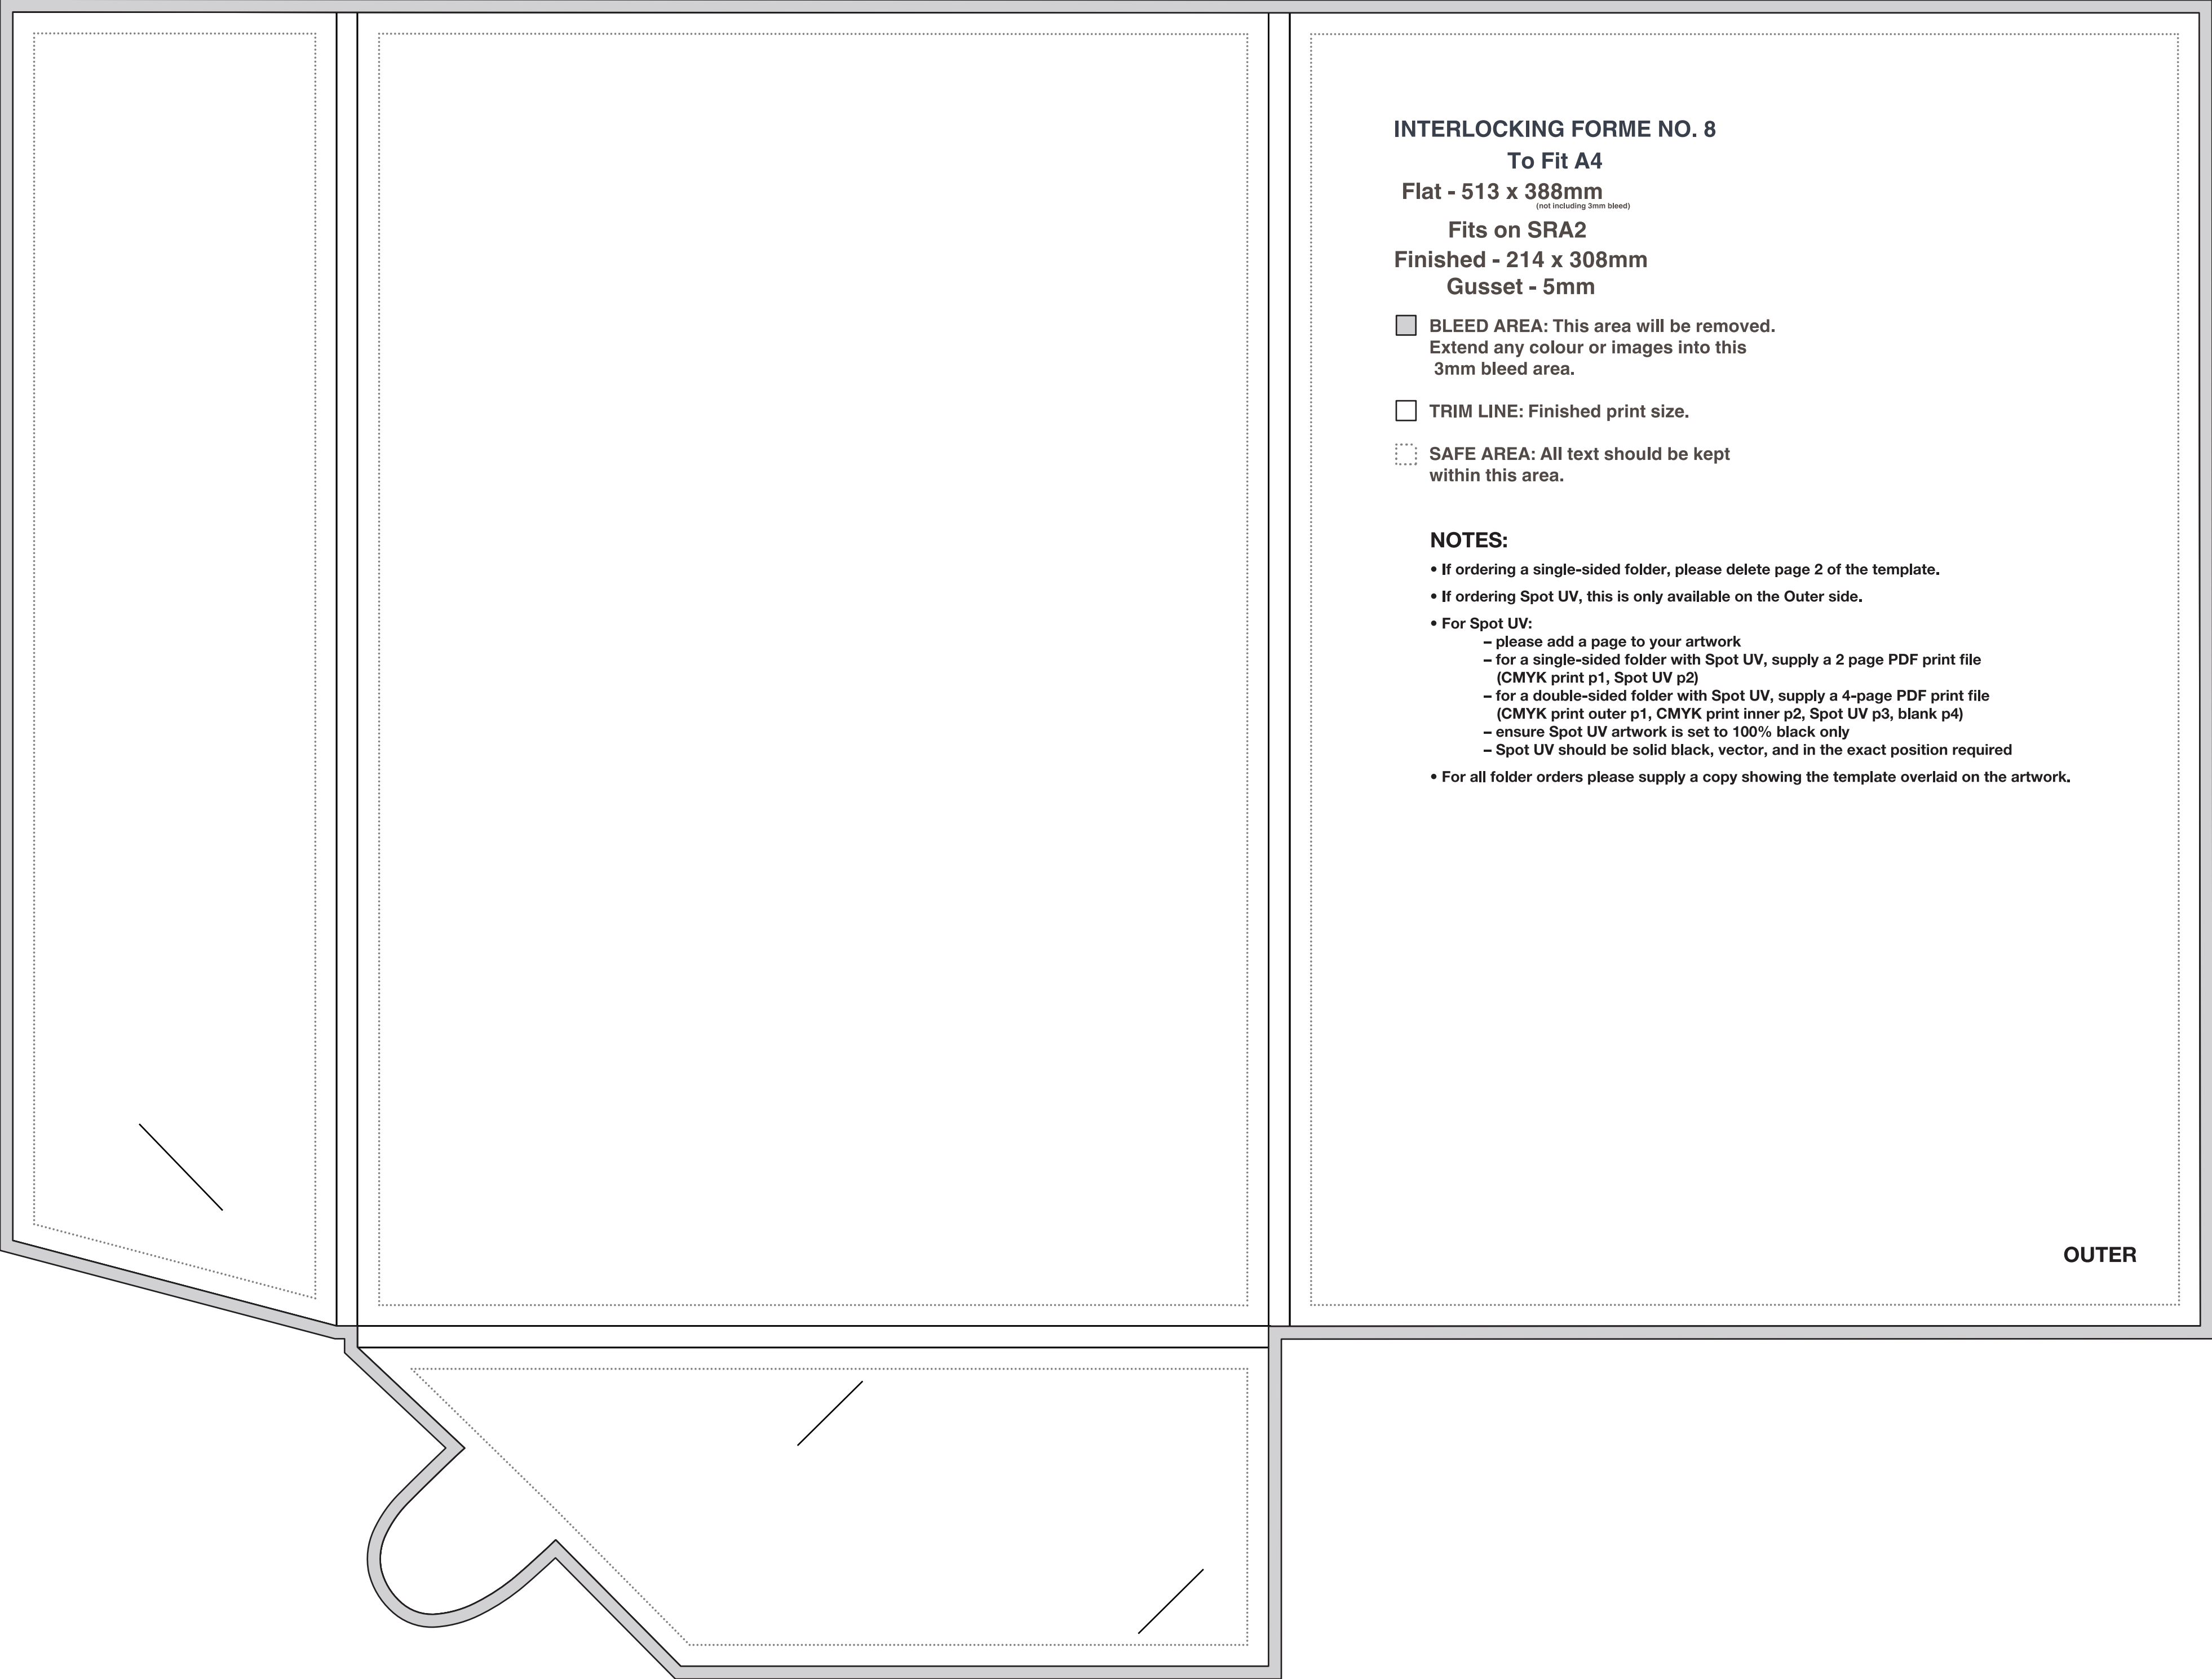 INTERLOCKING FORME NO. 8
To Fit A4
Flat - 513 x 388mm
(not including 3mm bleed)
Fits on SRA2
Finished - 214 x 308mm
Gusset - 5mm
BLEED AREA: This area will be removed.
Extend any colour or images into this
3mm bleed area.
TRIM LINE: Finished print size.
SAFE AREA: All text should be kept
within this area.
NOTES:
• If ordering a single-sided folder, please delete page 2 of the template.
• If ordering Spot UV, this is only available on the Outer side.
• For Spot UV:
– please add a page to your artwork
– for a single-sided folder with Spot UV, supply a 2 page PDF print file
(CMYK print p1, Spot UV p2)
– for a double-sided folder with Spot UV, supply a 4-page PDF print file
(CMYK print outer p1, CMYK print inner p2, Spot UV p3, blank p4)
– ensure Spot UV artwork is set to 100% black only
– Spot UV should be solid black, vector, and in the exact position required
• For all folder orders please supply a copy showing the template overlaid on the artwork.
OUTER